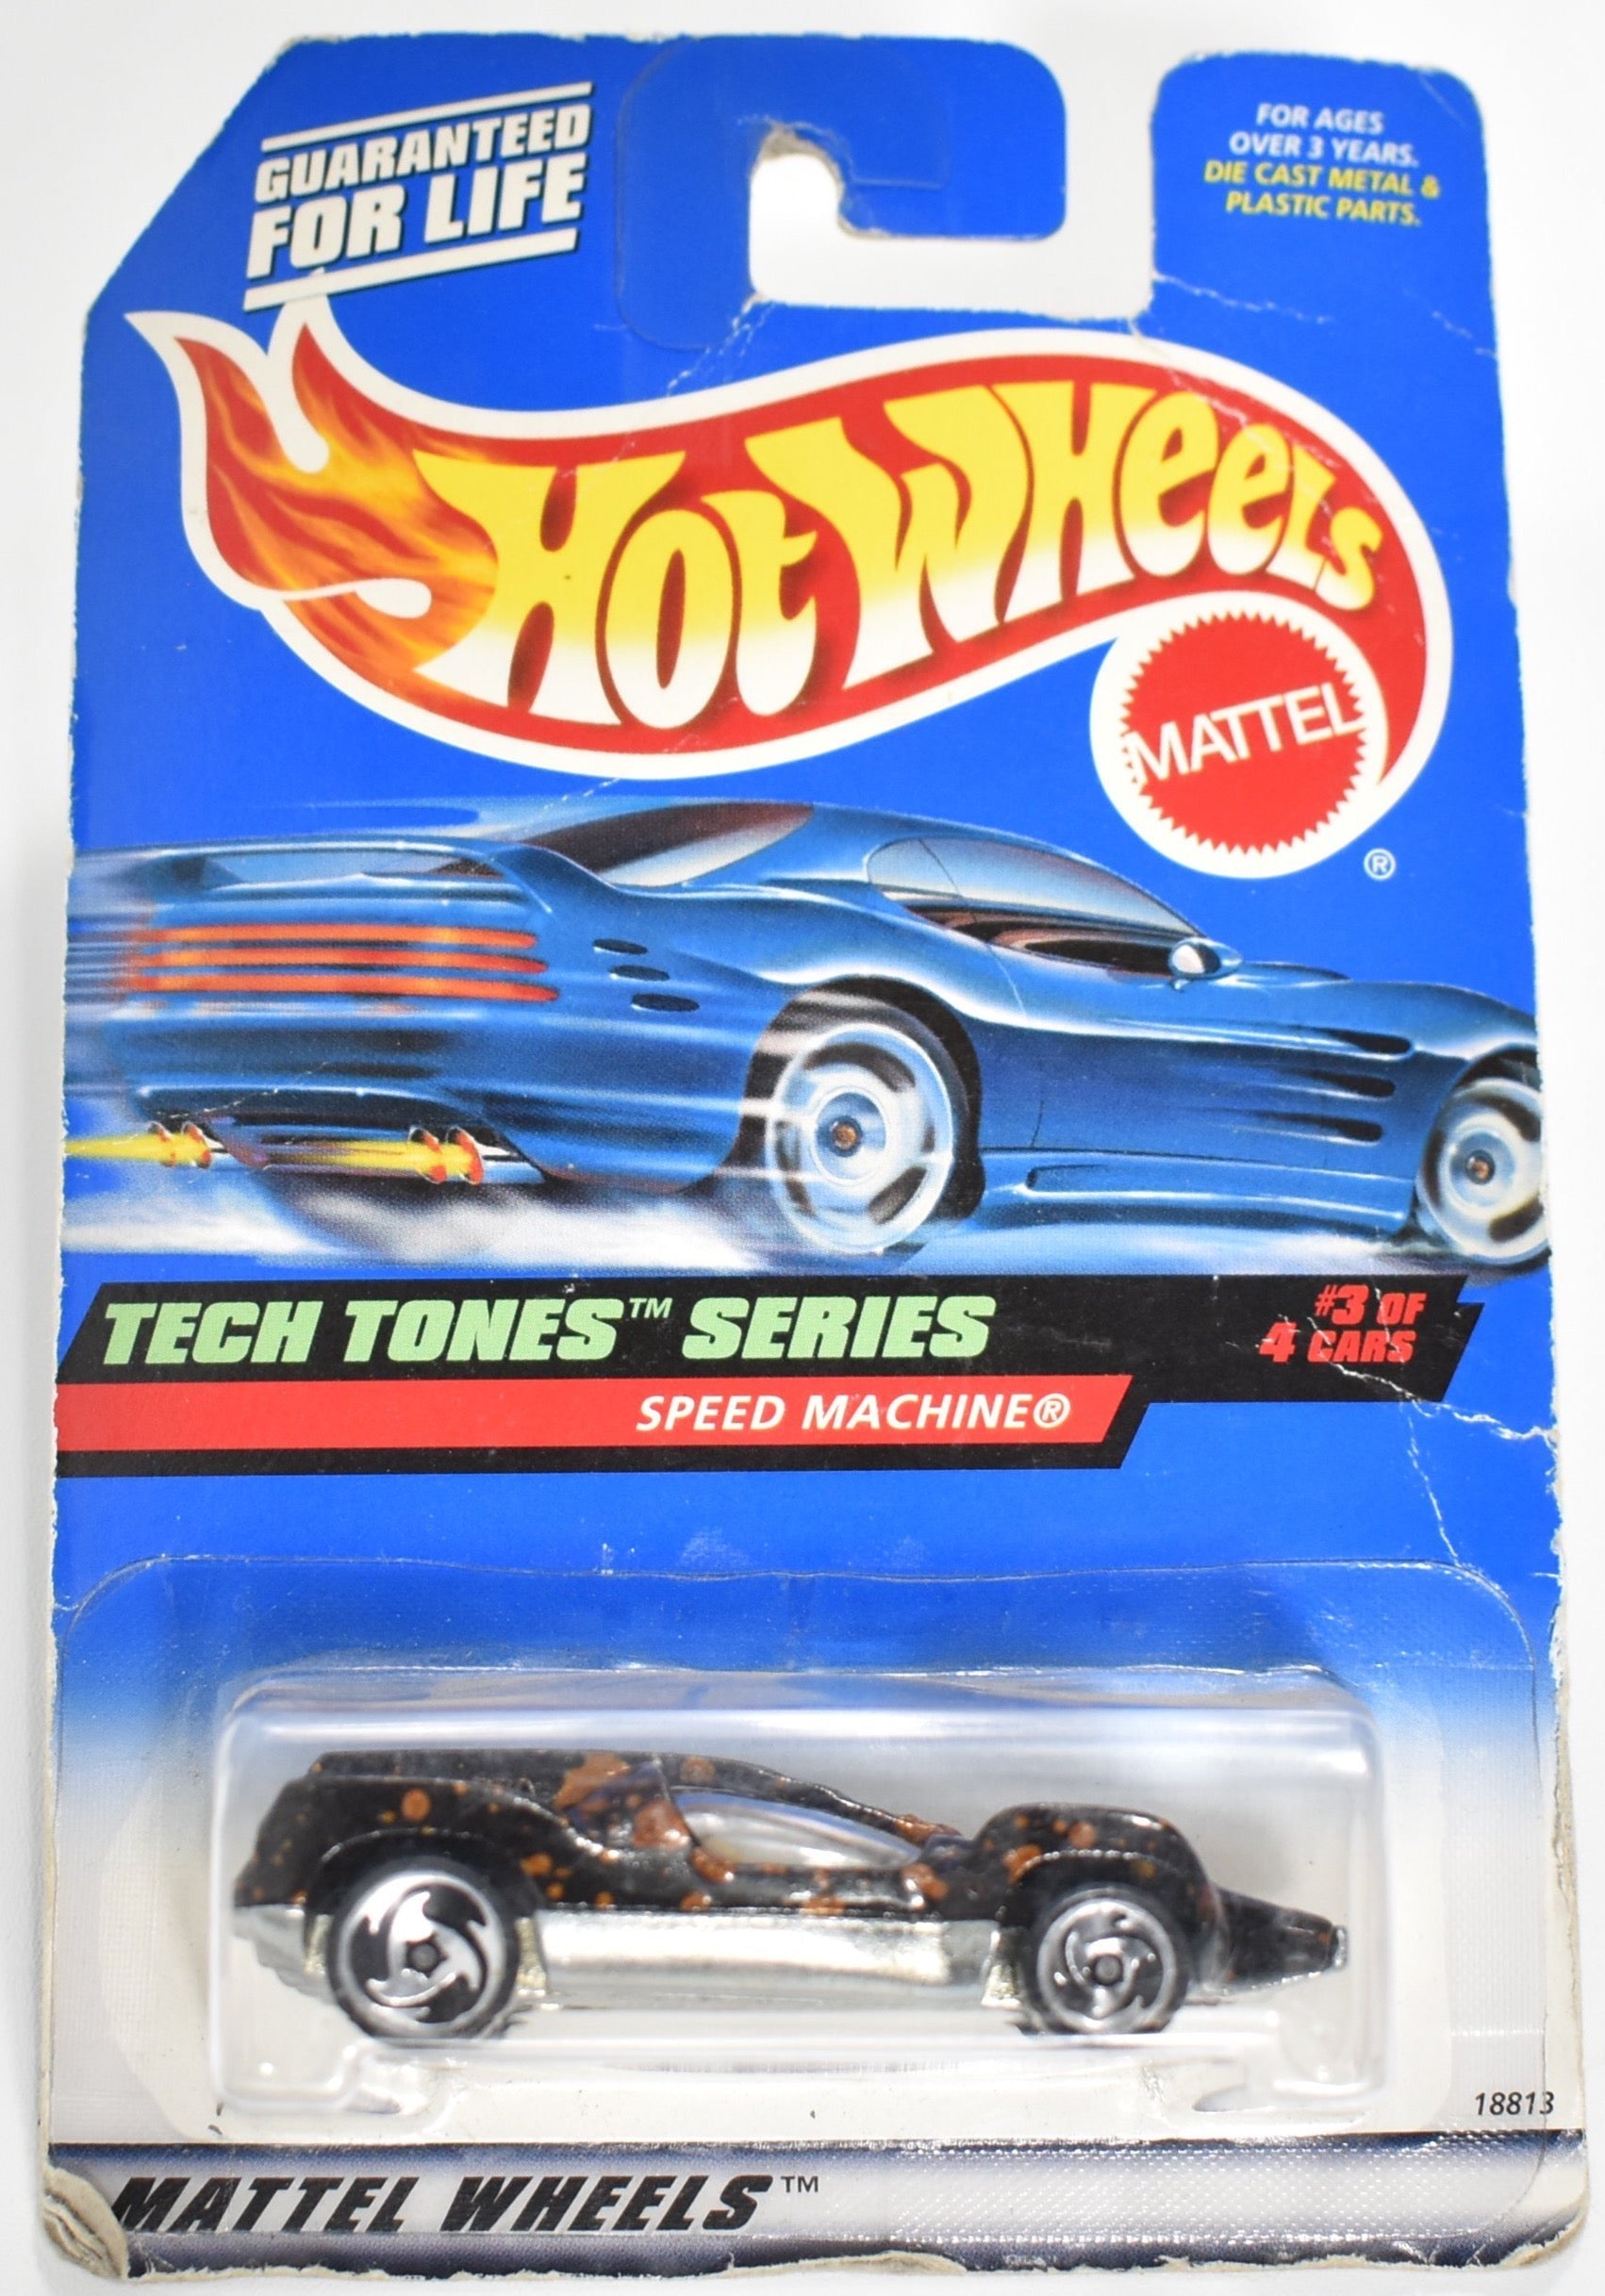 GUARANTEED
FOR LIFE
FOR AGES
OVER 3 YEARS.
DIE CAST METAL &
PLASTIC PARTS.
HOT WHEELS
MATTEL
®
TECH TONES™ SERIES
#3 OF
4 CARS
SPEED MACHINE®
18813
MATTEL WHEELS™